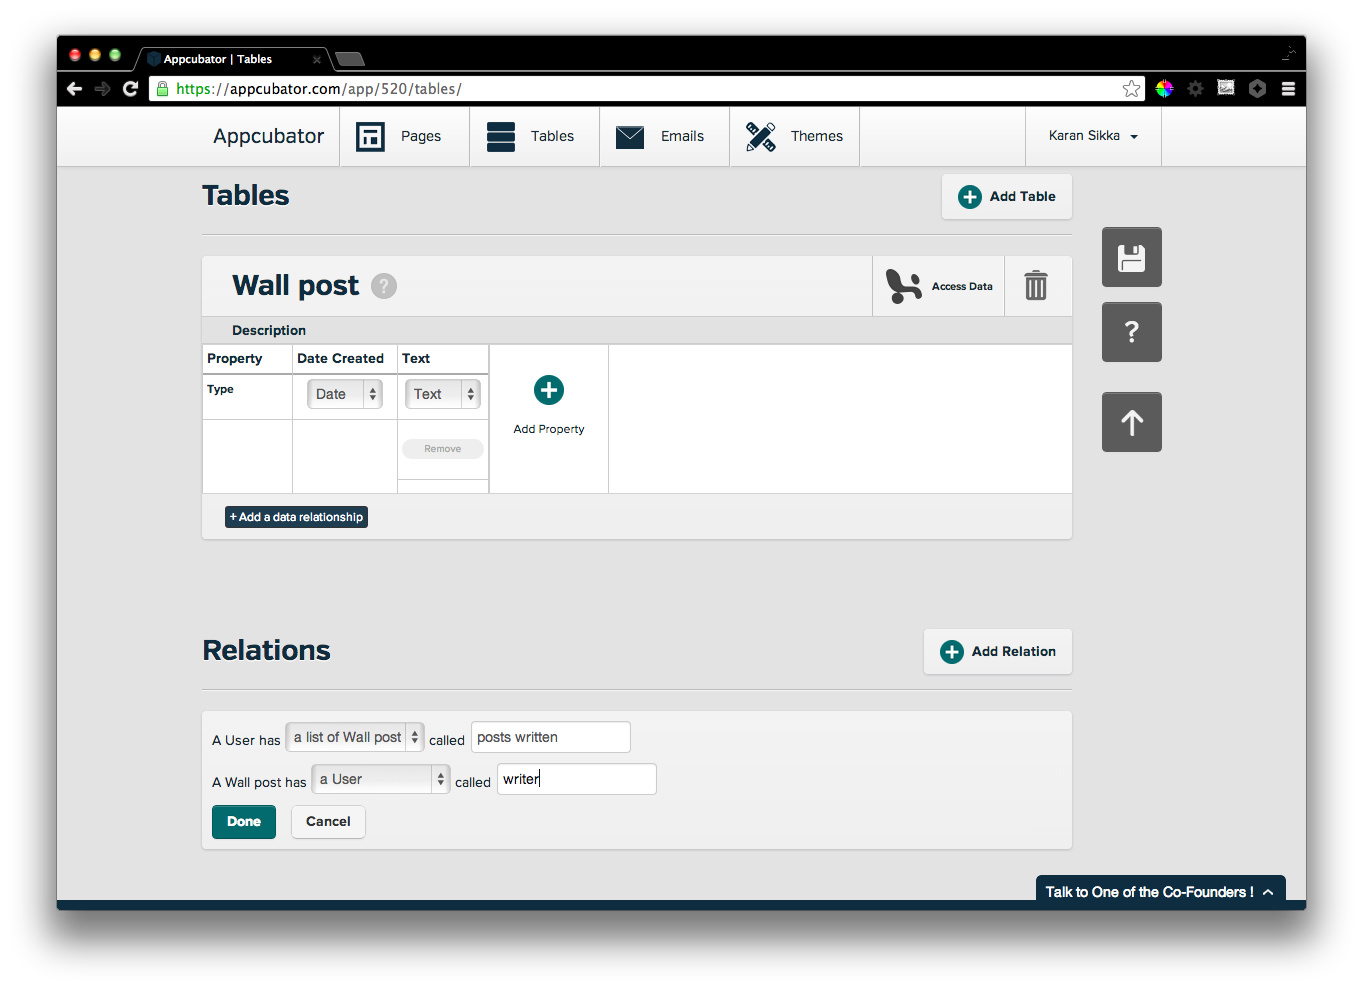 Appcubator | Tables
https://appcubator.com/app/520/tables/
Appcubator Pages Tables Emails Themes Karan Sikka
Tables
+ Add Table
Wall post ?
Access Data
Description
?
Property Date Created Text
Type Date Text
Remove
+
Add Property
+ Add a data relationship
Relations
+ Add Relation
A User has a list of Wall post called posts written
A Wall post has a User called writer
Done Cancel
Talk to One of the Co-Founders !